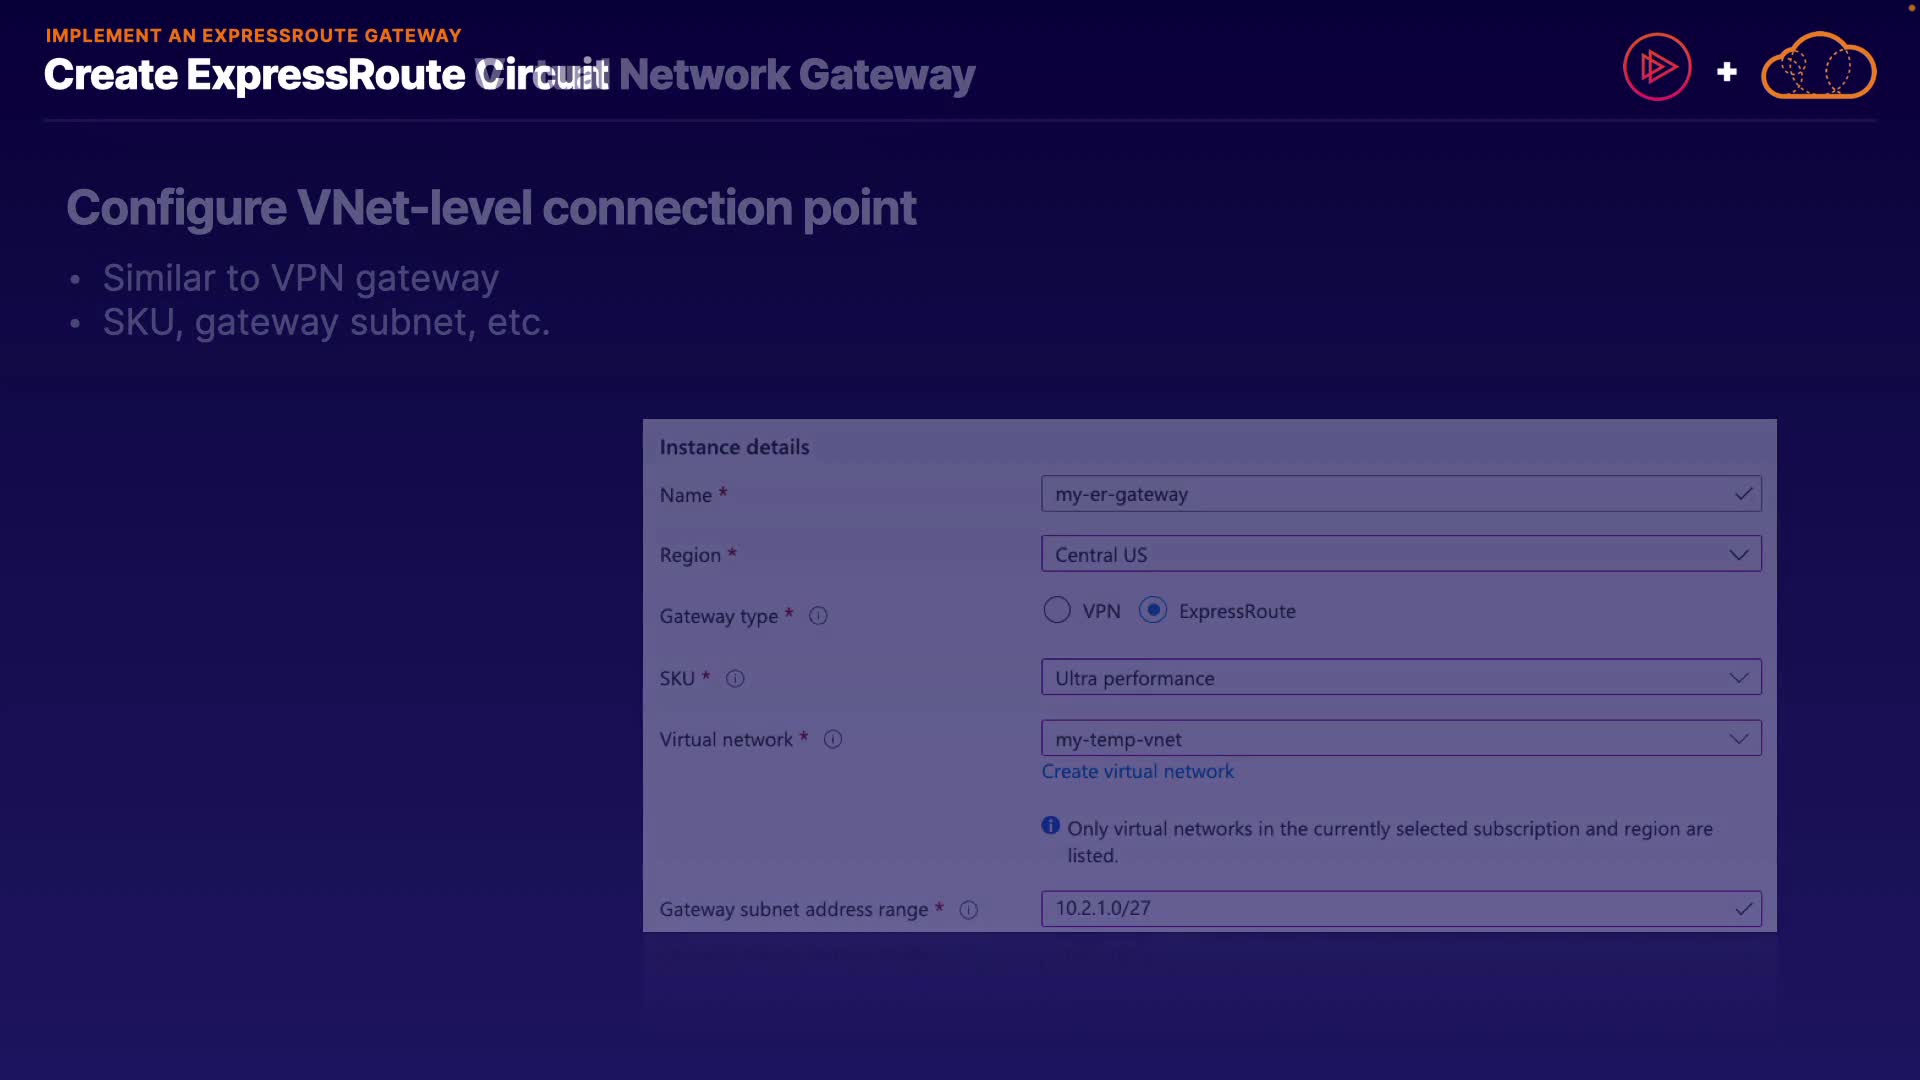 IMPLEMENT AN EXPRESSROUTE GATEWAY
Create ExpressRoute Circuit Network Gateway
Configure VNet-level connection point
• Similar to VPN gateway
• SKU, gateway subnet, etc.
Instance details
Name * my-er-gateway
Region * Central US
Gateway type * VPN ExpressRoute
SKU * Ultra performance
Virtual network * my-temp-vnet
Create virtual network
Only virtual networks in the currently selected subscription and region are
listed.
Gateway subnet address range * 10.2.1.0/27